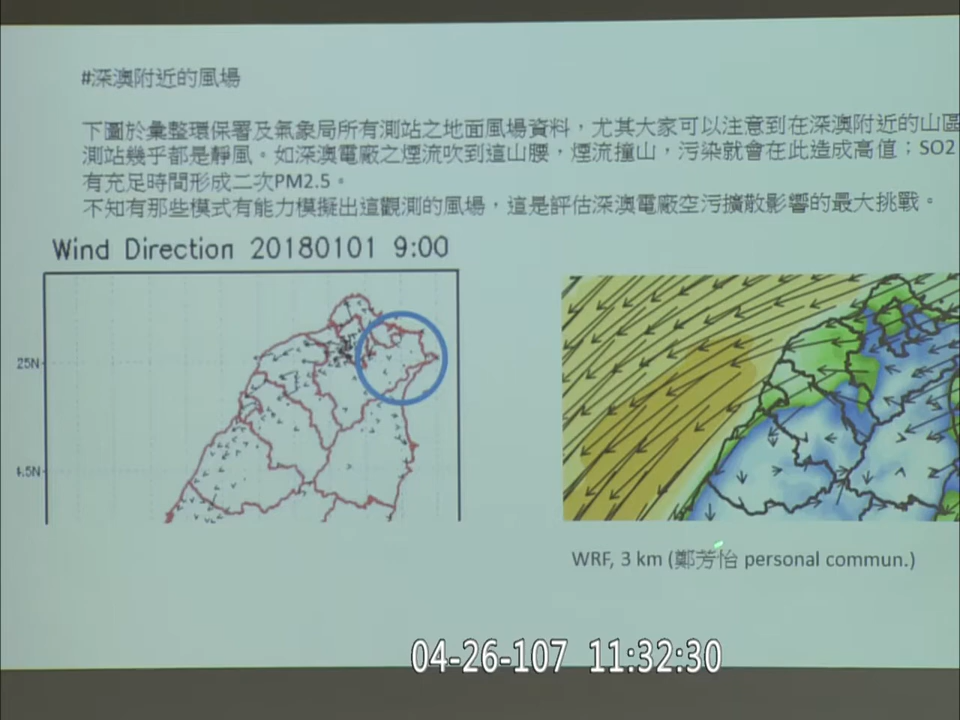 #深澳附近的風場
下圖於彙整環保署及氣象局所有測站之地面風場資料，尤其大家可以注意到在深澳附近的山區
測站幾乎都是靜風。如深澳電廠之煙流吹到這山腰，煙流撞山，污染就會在此造成高值；SO2
有充足時間形成二次PM2.5。
不知有那些模式有能力模擬出這觀測的風場，這是評估深澳電廠空污擴散影響的最大挑戰。
Wind Direction 20180101 9:00
25N
4.5N
WRF, 3 km (鄭芳怡 personal commun.)
04-26-107 11:32:30